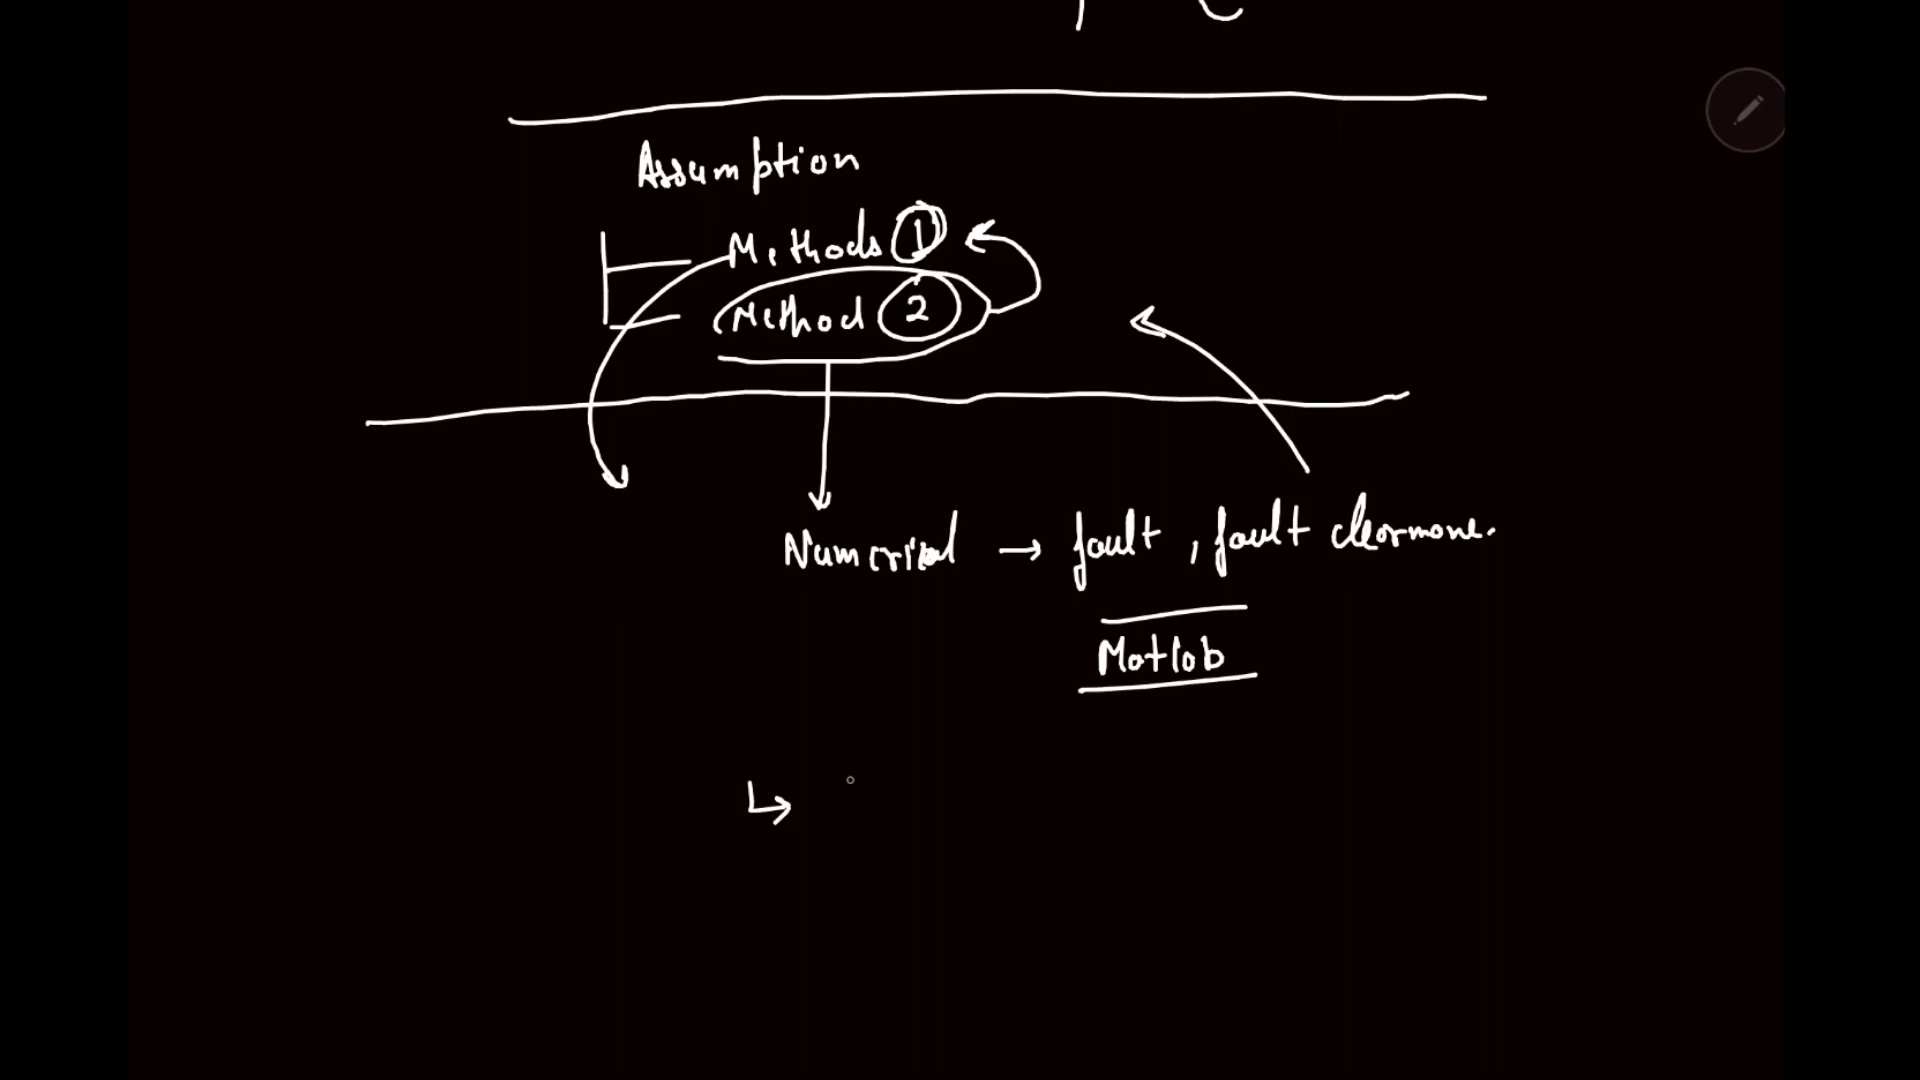 Assumption
Methods 1
Method 2
Numerical → fault, fault clearance.
Matlab